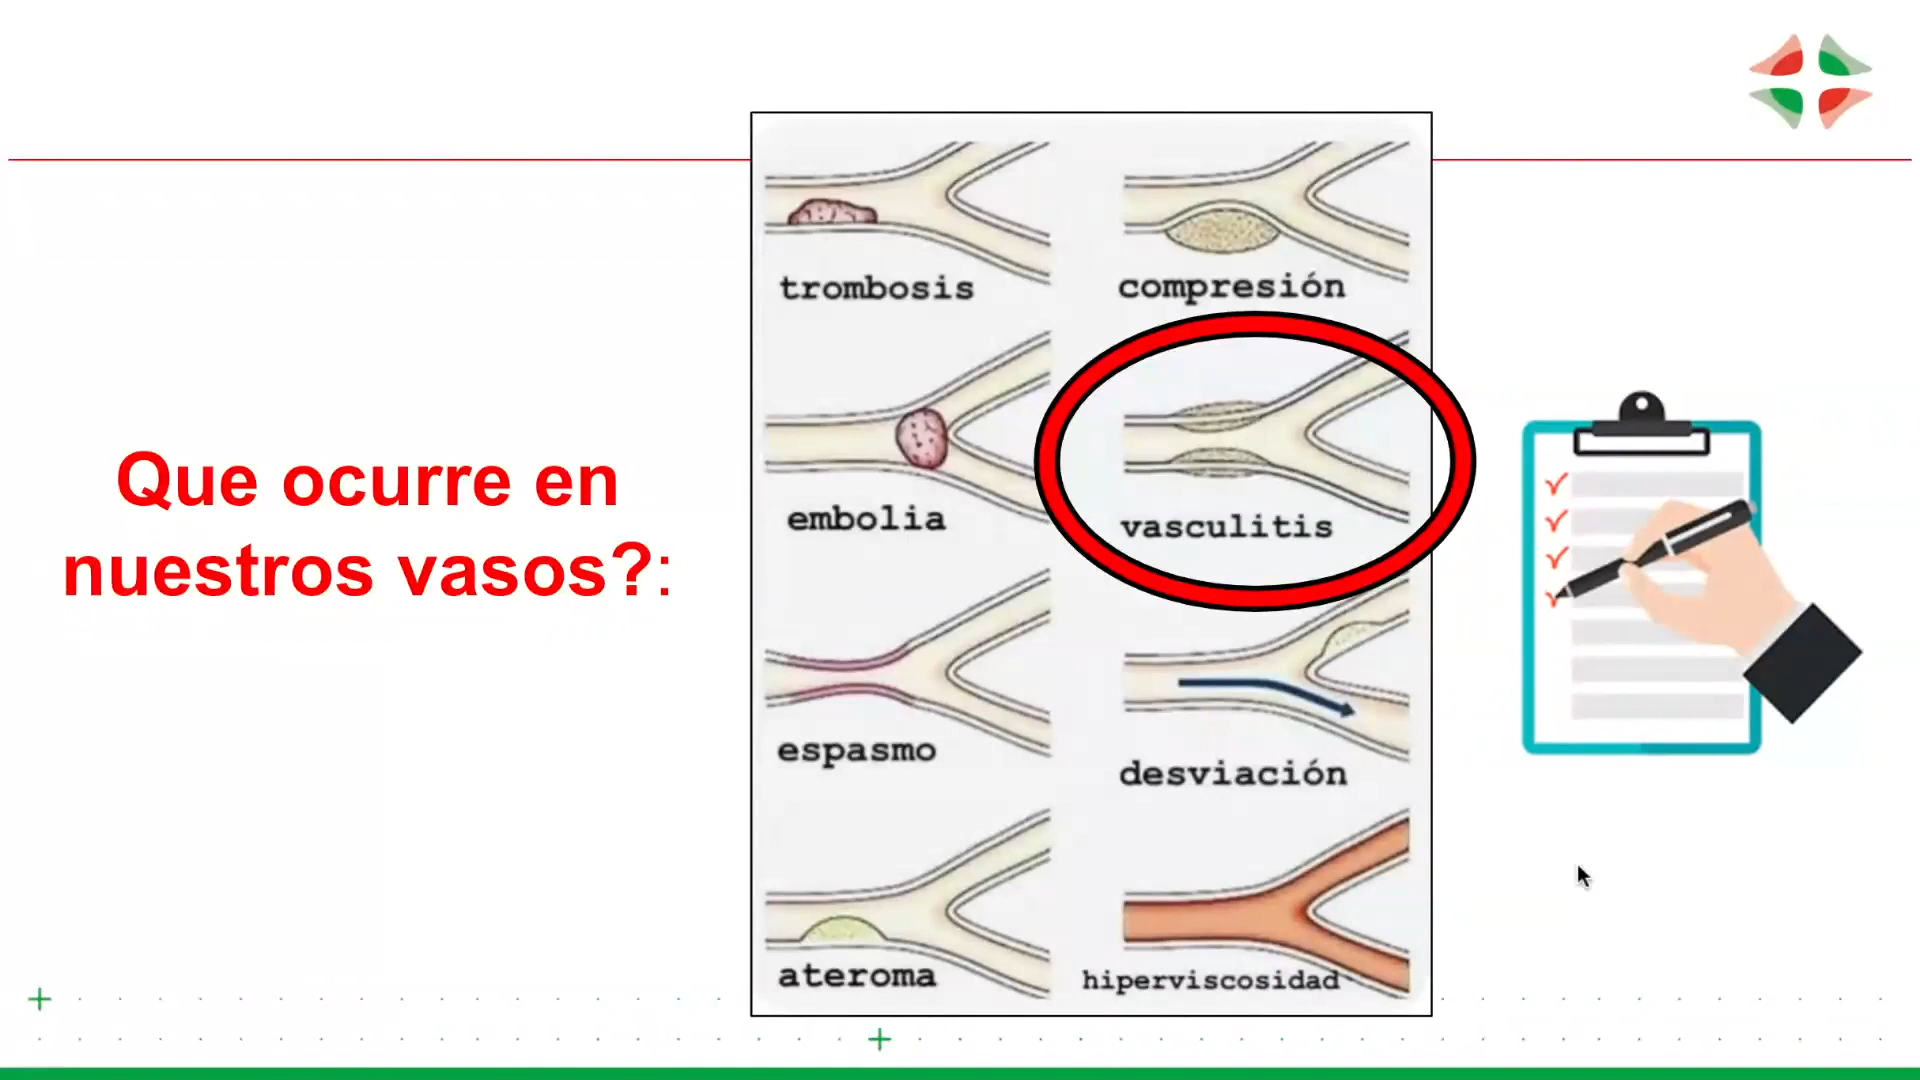 Que ocurre en
nuestros vasos?:
trombosis
compresión
embolia
vasculitis
espasmo
desviación
ateroma
hiperviscosidad